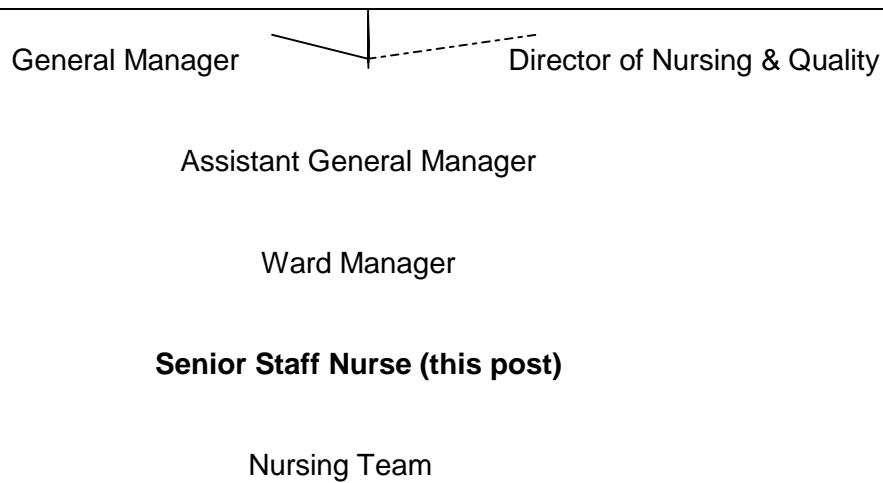 General Manager Director of Nursing & Quality
Assistant General Manager
Ward Manager
Senior Staff Nurse (this post)
Nursing Team